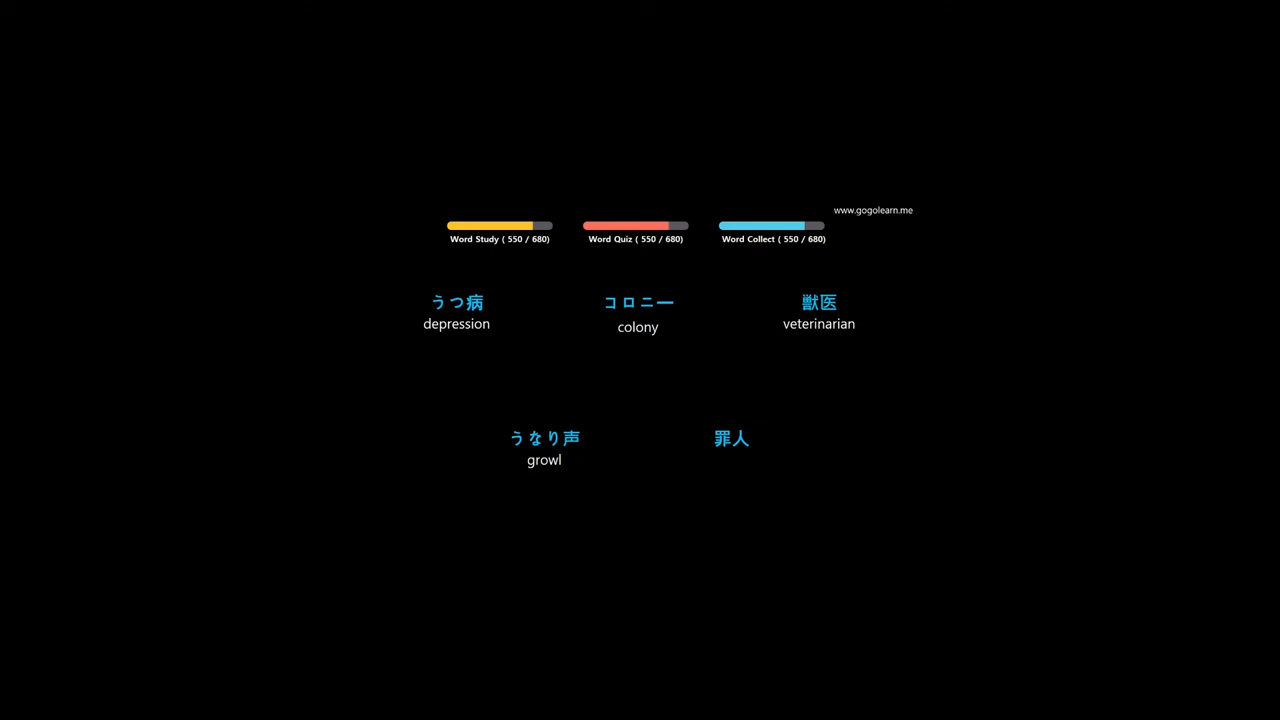 www.gogolearn.me
Word Study ( 550 / 680)
Word Quiz ( 550 / 680)
Word Collect ( 550 / 680)
うつ病
depression
コロニー
colony
獣医
veterinarian
うなり声
growl
罪人